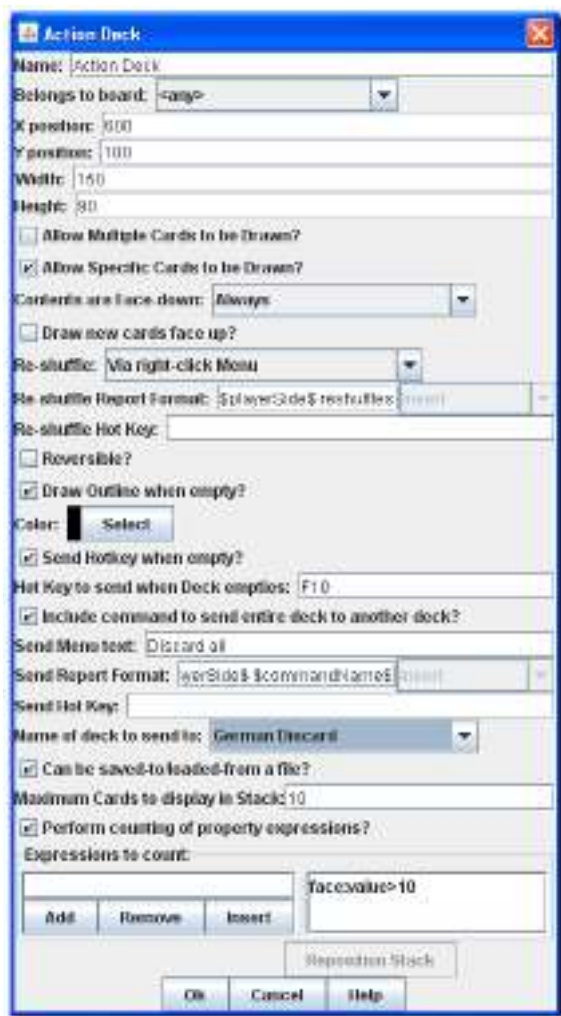 Action Deck
Name: Action Deck
Belongs to board: <any>
X position: 600
Y position: 100
Width: 160
Height: 90
Allow Multiple Cards to be Drawn?
Allow Specific Cards to be Drawn?
Contents are Face-down: Always
Draw new cards face up?
Re-shuffle: Via right-click Menu
Re-shuffle Report Format: $playerSide$ reshuffles Insert
Re-shuffle Hot Key:
Reversible?
Draw Outline when empty?
Color: Select
Send Hotkey when empty?
Hot Key to send when Deck empties: F10
Include command to send entire deck to another deck?
Send Menu text: Discard all
Send Report Format: yerSide$ $commandName$ Insert
Send Hot Key:
Name of deck to send to: German Discard
Can be saved-to/loaded-from a file?
Maximum Cards to display in Stack: 10
Perform counting of property expressions?
Expressions to count:
face:value>10
Add Remove Insert
Reposition Stack
Ok Cancel Help